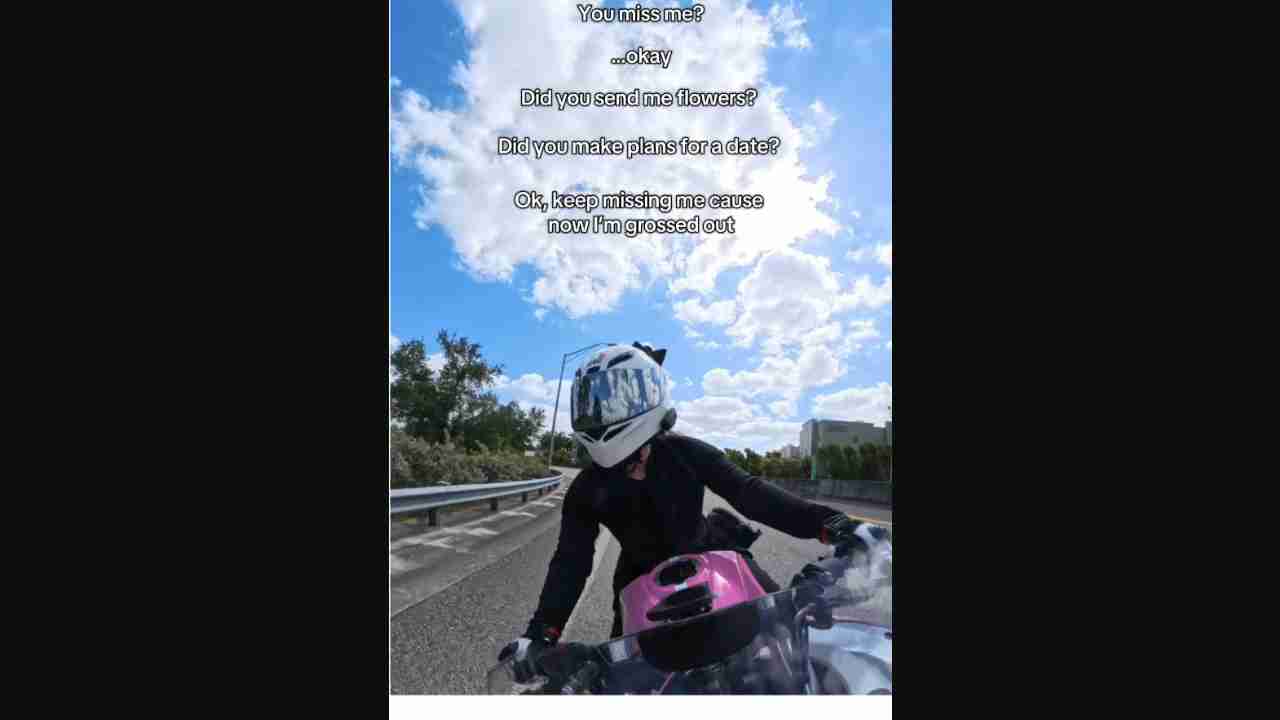 You miss me?
...okay
Did you send me flowers?
Did you make plans for a date?
Ok, keep missing me cause
now I'm grossed out